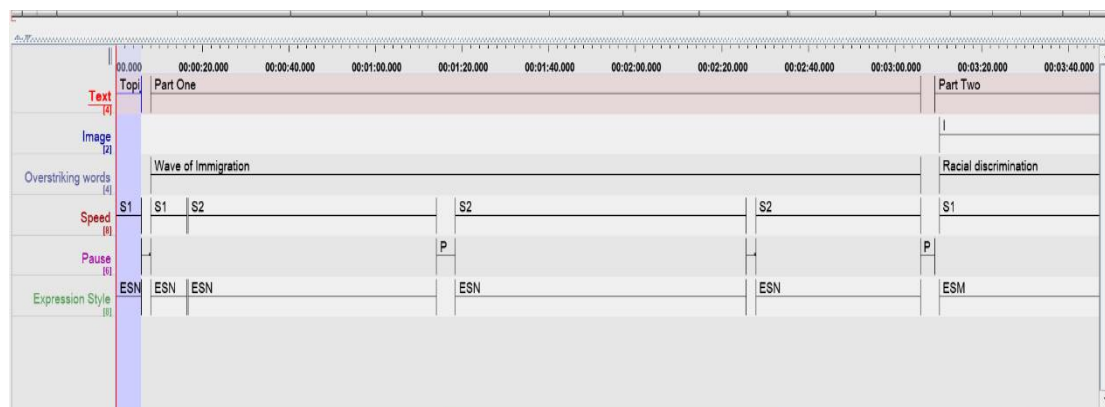 00.000 00:00:20.000 00:00:40.000 00:01:00.000 00:01:20.000 00:01:40.000 00:02:00.000 00:02:20.000 00:02:40.000 00:03:00.000 00:03:20.000 00:03:40.000
Text Topi Part One Part Two
[4]
Image I
[2]
Overstriking words Wave of Immigration Racial discrimination
[4]
Speed S1 S1 S2 S2 S2 S1
[8]
Pause P P
[6]
Expression Style ESN ESN ESN ESN ESN ESM
[8]